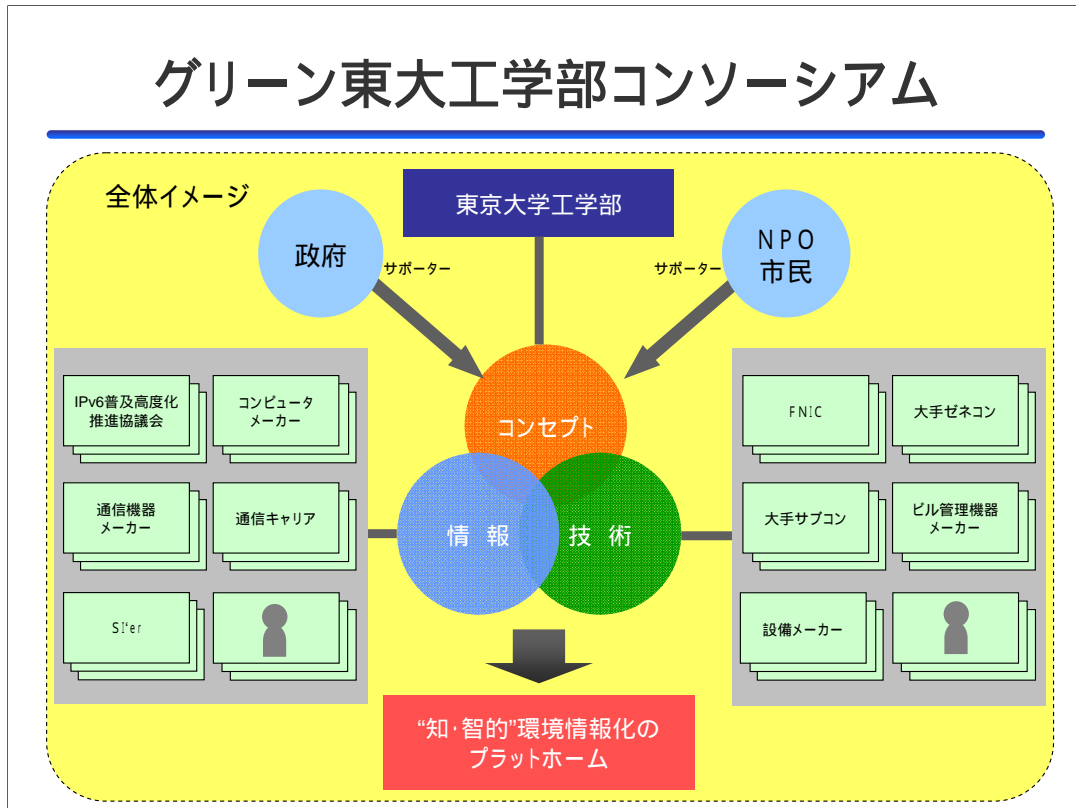 グリーン東大工学部コンソーシアム
全体イメージ
東京大学工学部
政府
サポーター
サポーター
NPO
市民
IPv6普及高度化
推進協議会
コンピュータ
メーカー
通信機器
メーカー
通信キャリア
SI'er
コンセプト
情 報
技 術
FNIC
大手ゼネコン
大手サブコン
ビル管理機器
メーカー
設備メーカー
“知・智的”環境情報化の
プラットホーム